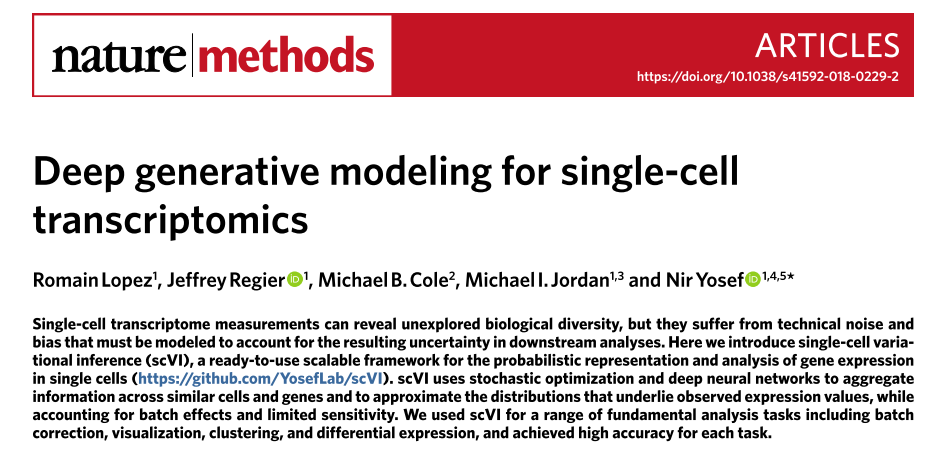 nature methods
ARTICLES
https://doi.org/10.1038/s41592-018-0229-2
Deep generative modeling for single-cell
transcriptomics
Romain Lopez1, Jeffrey Regier iD 1, Michael B. Cole2, Michael I. Jordan1,3 and Nir Yosef iD 1,4,5*
Single-cell transcriptome measurements can reveal unexplored biological diversity, but they suffer from technical noise and
bias that must be modeled to account for the resulting uncertainty in downstream analyses. Here we introduce single-cell varia-
tional inference (scVI), a ready-to-use scalable framework for the probabilistic representation and analysis of gene expression
in single cells (https://github.com/YosefLab/scVI). scVI uses stochastic optimization and deep neural networks to aggregate
information across similar cells and genes and to approximate the distributions that underlie observed expression values, while
accounting for batch effects and limited sensitivity. We used scVI for a range of fundamental analysis tasks including batch
correction, visualization, clustering, and differential expression, and achieved high accuracy for each task.